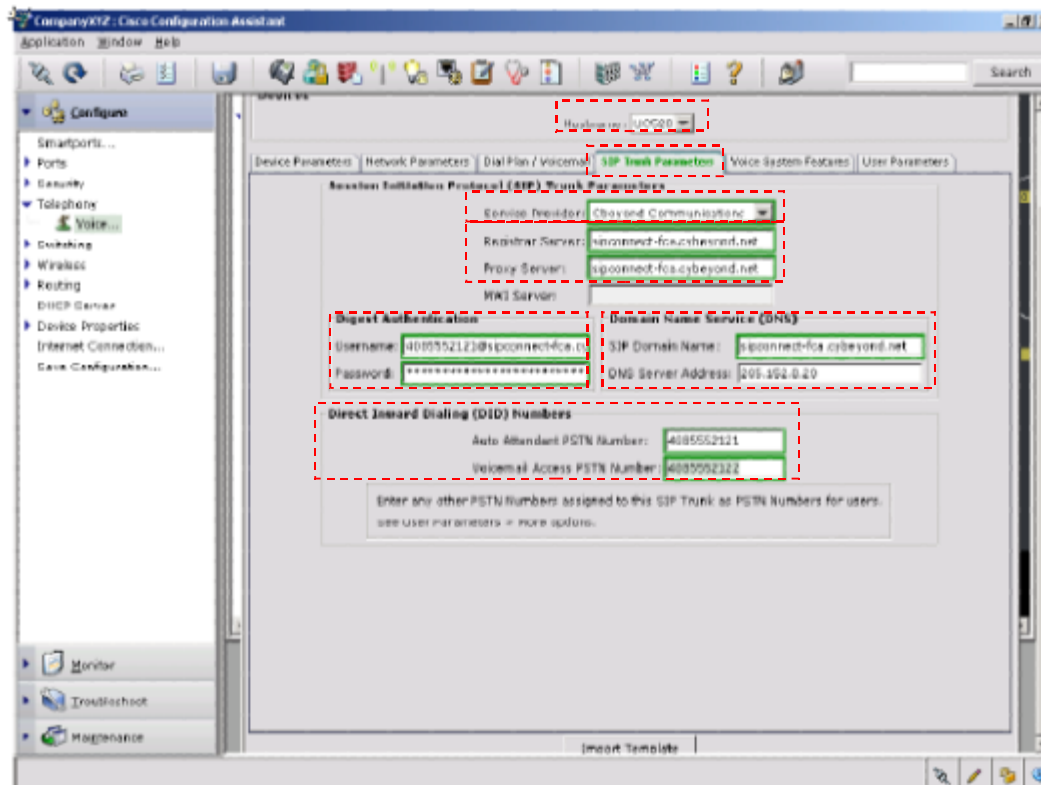 CompanyXYZ : Cisco Configuration Assistant
Application Window Help
Search
Configure
Smartports...
Ports
Security
Telephony
Voice...
Switching
Wireless
Routing
DHCP Server
Device Properties
Internet Connection...
Save Configuration...
Monitor
Troubleshoot
Maintenance
Devices
Hostname: UC520
Device Parameters Network Parameters Dial Plan / Voicemail SIP Trunk Parameters Voice System Features User Parameters
Session Initiation Protocol (SIP) Trunk Parameters
Service Provider: Cbeyond Communications
Registrar Server: sipconnect-fca.cybeyond.net
Proxy Server: sipconnect-fca.cybeyond.net
MWI Server:
Digest Authentication
Username: 4085552121@sipconnect-fca.cy
Password: ************************
Domain Name Service (DNS)
SIP Domain Name: sipconnect-fca.cybeyond.net
DNS Server Address: 205.152.0.20
Direct Inward Dialing (DID) Numbers
Auto Attendant PSTN Number: 4085552121
Voicemail Access PSTN Number: 4085552122
Enter any other PSTN Numbers assigned to this SIP Trunk as PSTN Numbers for users.
See User Parameters > More options.
Import Template